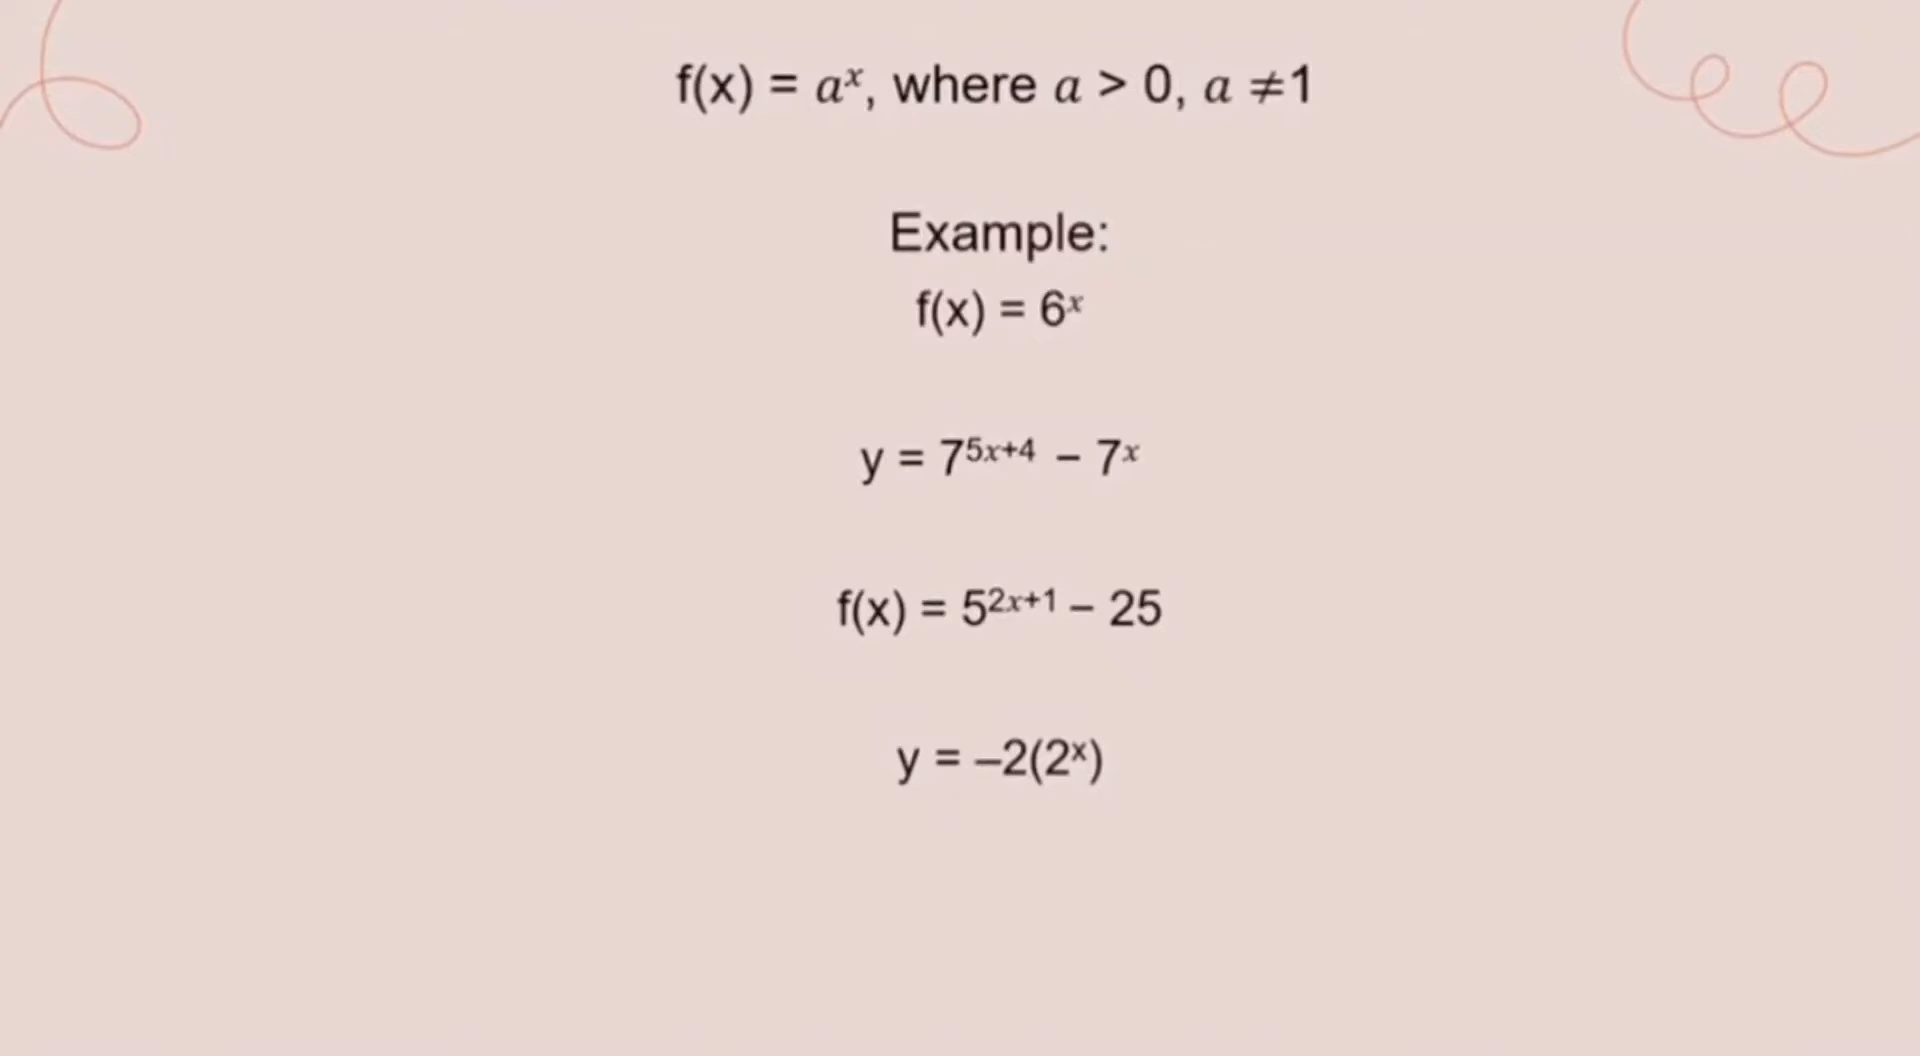 f(x) = aˣ, where a > 0, a ≠1
Example:
f(x) = 6ˣ
y = 7⁵ˣ⁺⁴ – 7ˣ
f(x) = 5²ˣ⁺¹ – 25
y = –2(2ˣ)